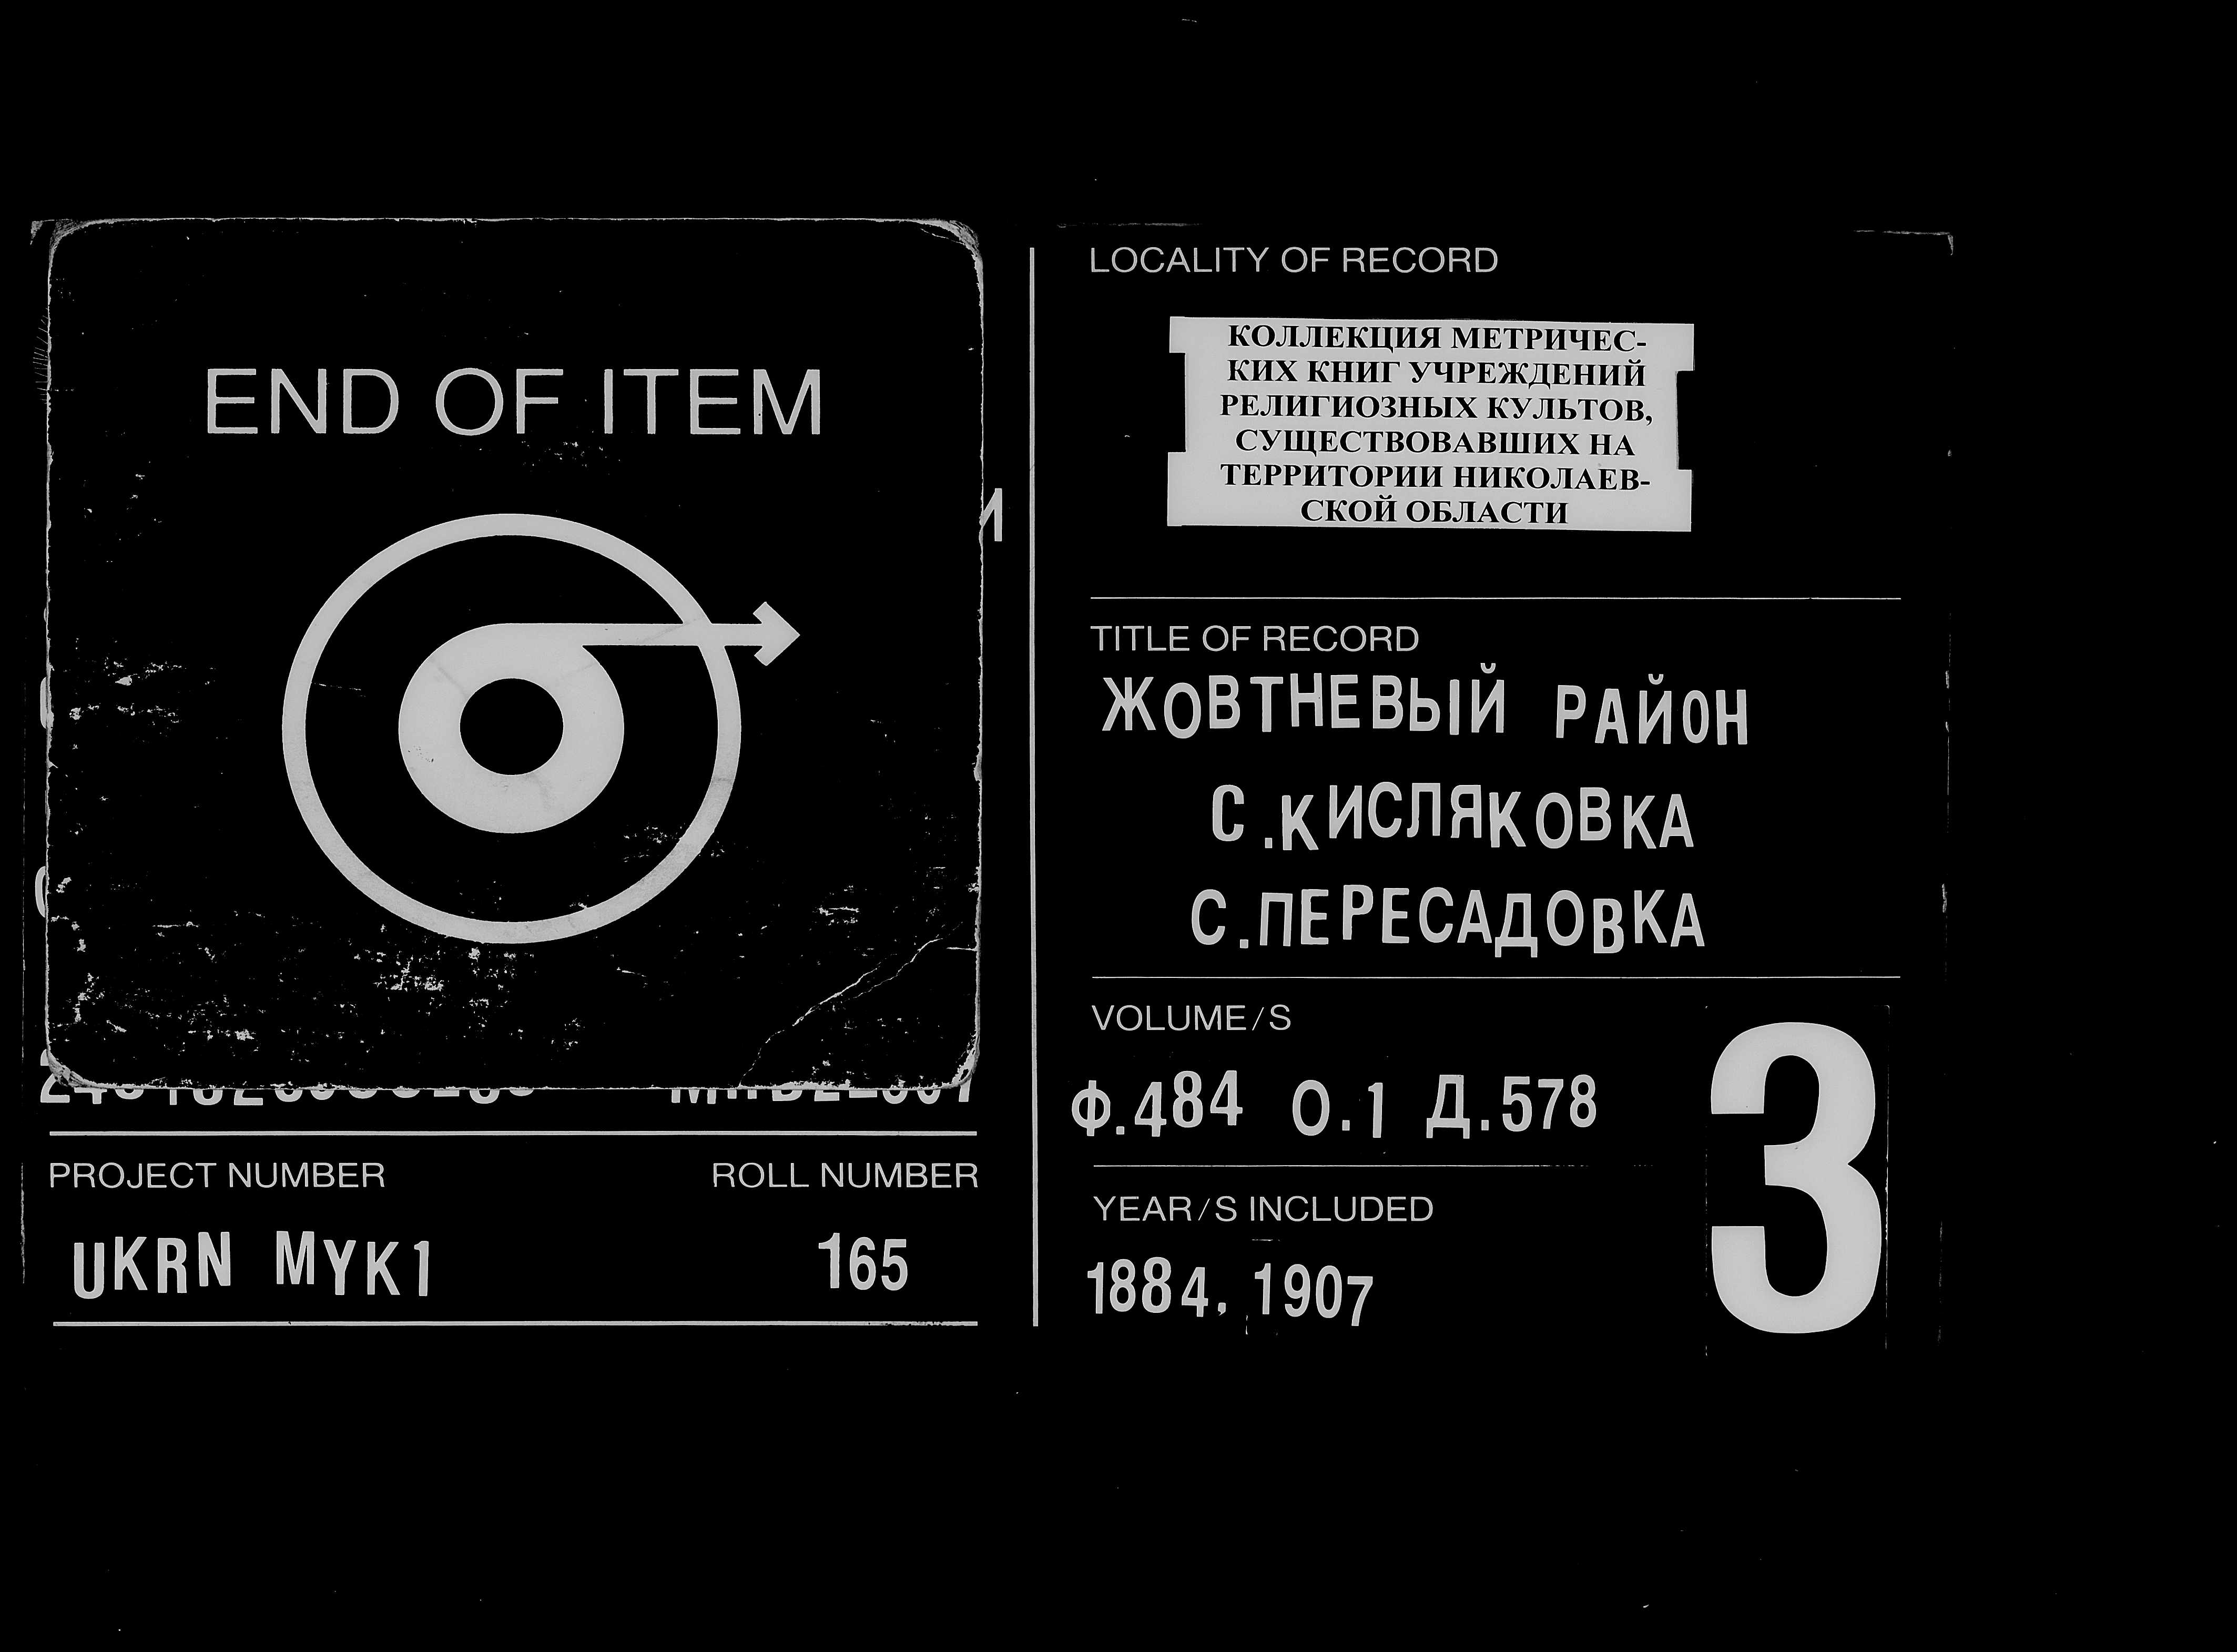 END OF ITEM
PROJECT NUMBER
ROLL NUMBER
UKRN MYK1
165
LOCALITY OF RECORD
КОЛЛЕКЦИЯ МЕТРИЧЕС-
КИХ КНИГ УЧРЕЖДЕНИЙ
РЕЛИГИОЗНЫХ КУЛЬТОВ,
СУЩЕСТВОВАВШИХ НА
ТЕРРИТОРИИ НИКОЛАЕВ-
СКОЙ ОБЛАСТИ
TITLE OF RECORD
ЖОВТНЕВЫЙ РАЙОН
С.КИСЛЯКОВКА
С.ПЕРЕСАДОВКА
VOLUME/S
Ф.484 О.1 Д.578
3
YEAR/S INCLUDED
1884, 1907